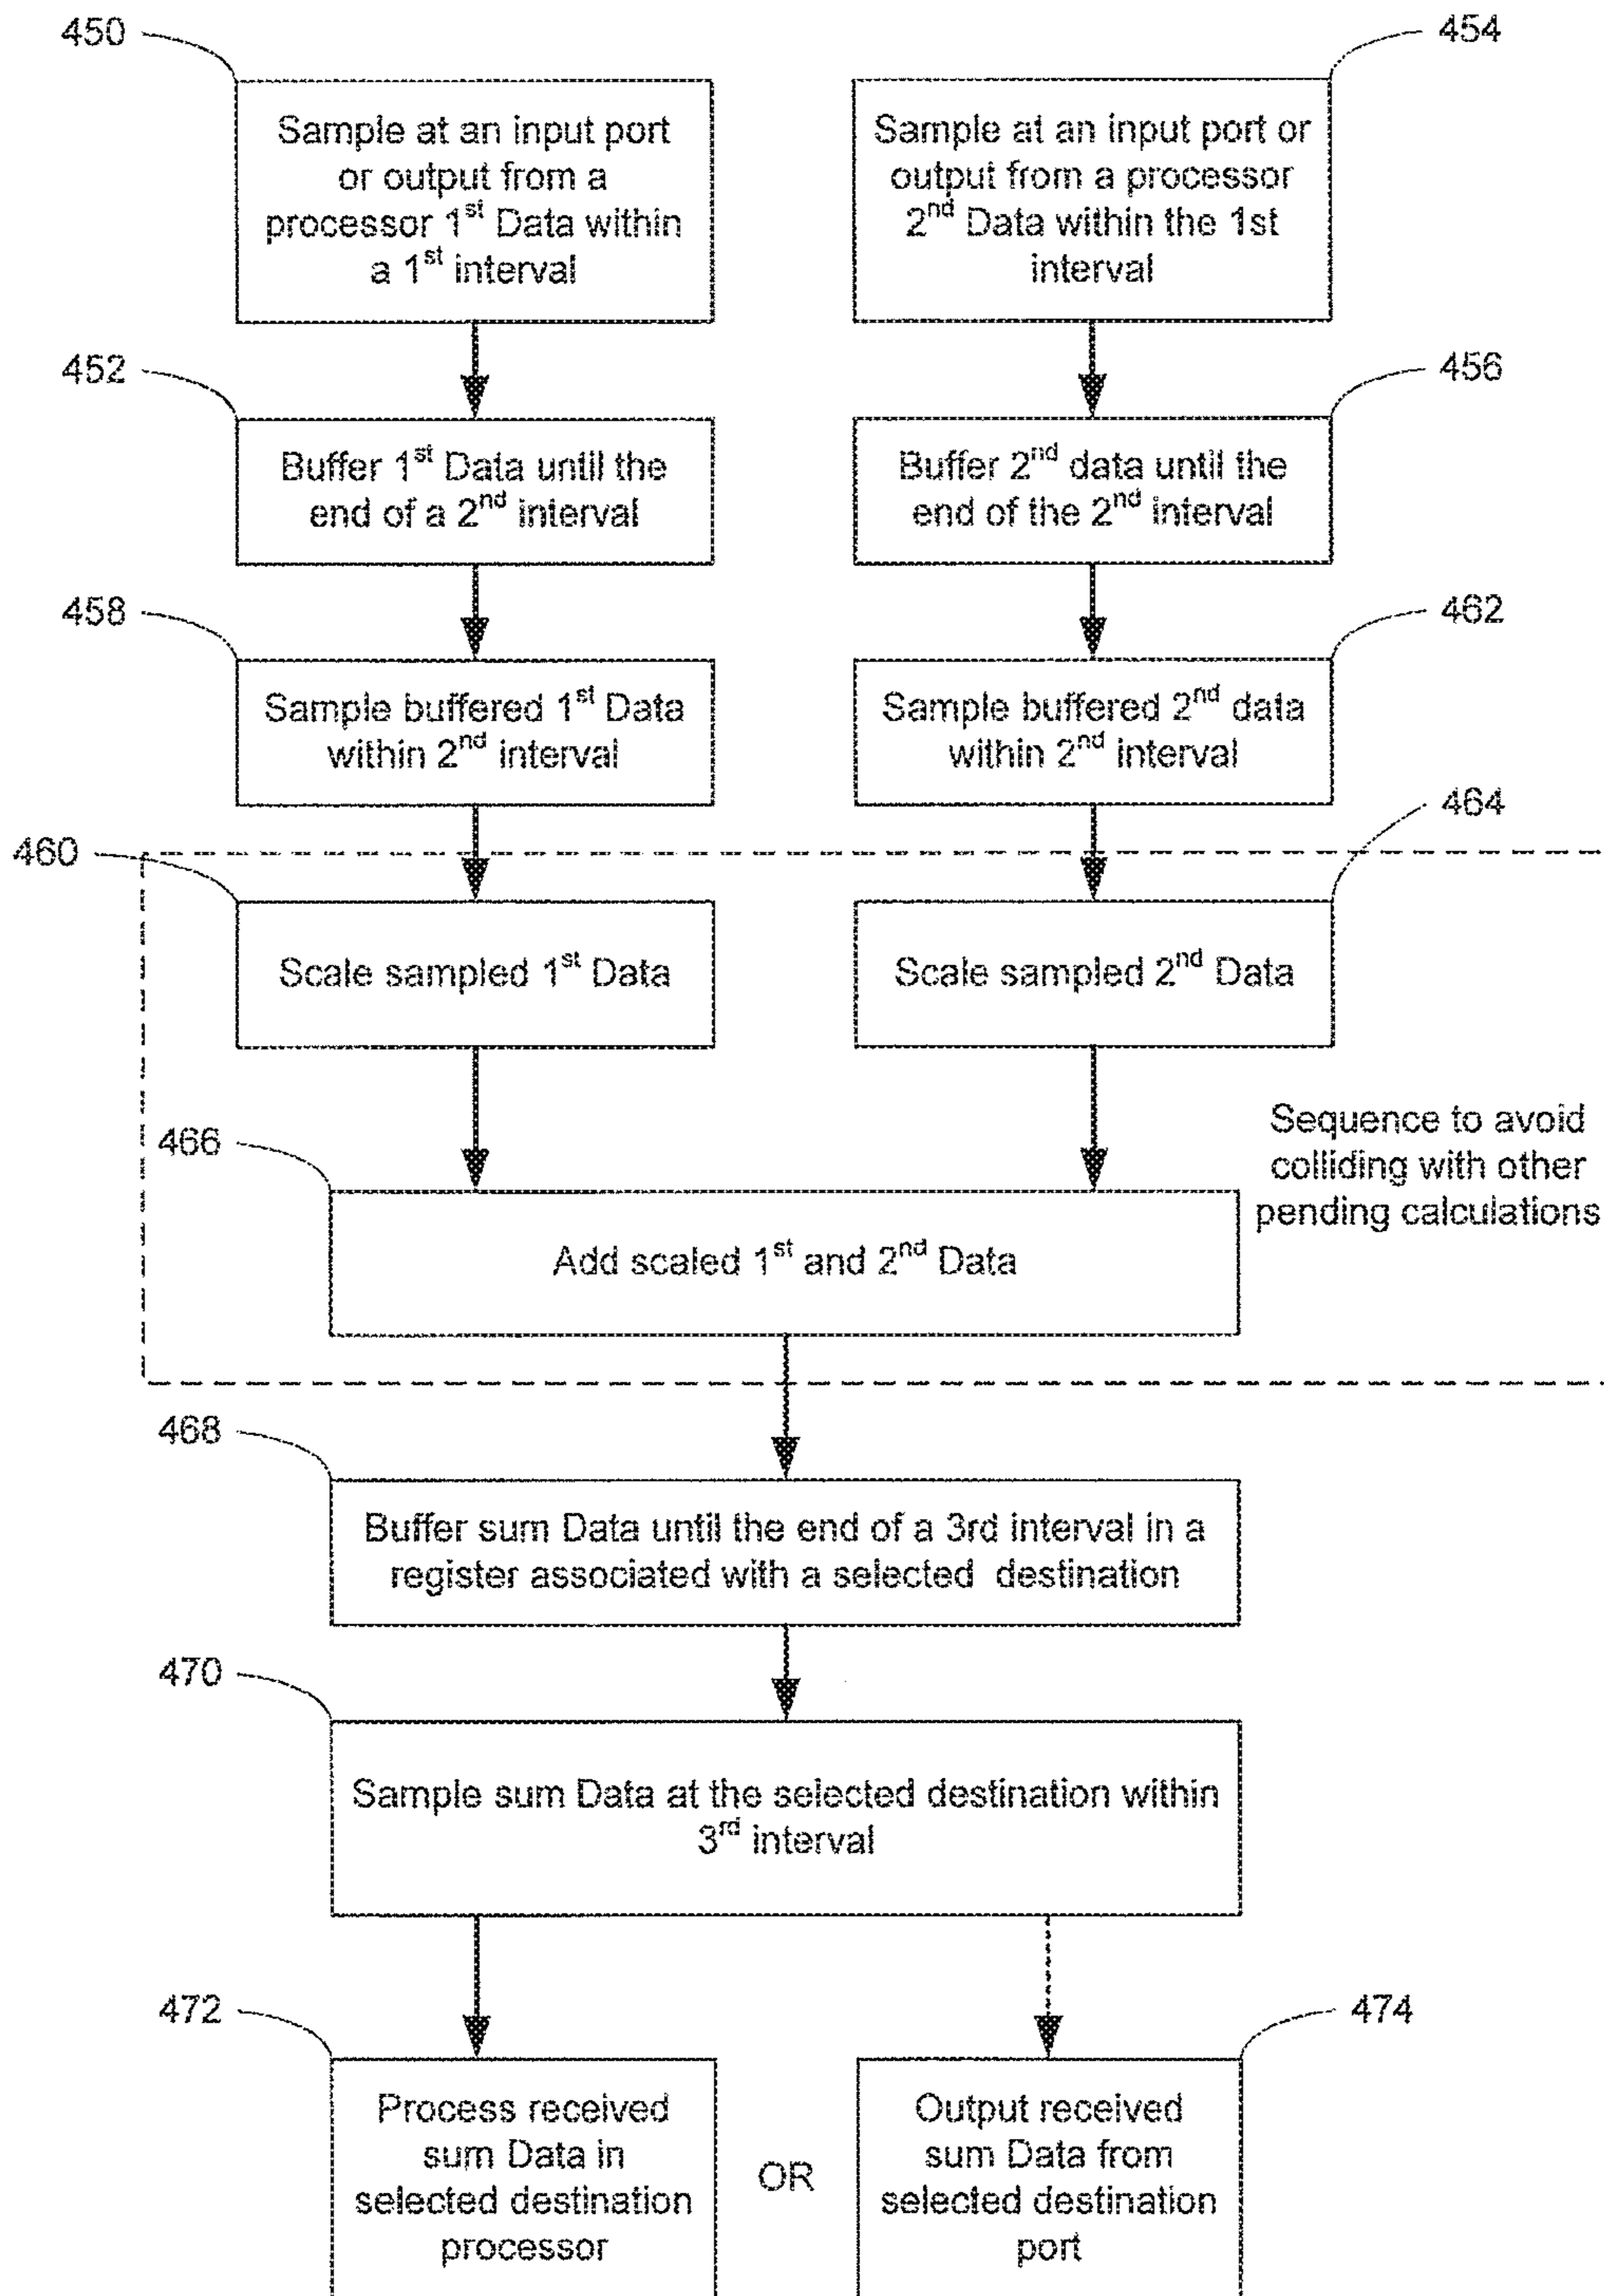 450
454
Sample at an input port
or output from a
processor 1st Data within
a 1st interval
Sample at an input port or
output from a processor
2nd Data within the 1st
interval
452
456
Buffer 1st Data until the
end of a 2nd interval
Buffer 2nd data until the
end of the 2nd interval
458
462
Sample buffered 1st Data
within 2nd interval
Sample buffered 2nd data
within 2nd interval
460
464
Scale sampled 1st Data
Scale sampled 2nd Data
Sequence to avoid
colliding with other
pending calculations
466
Add scaled 1st and 2nd Data
468
Buffer sum Data until the end of a 3rd interval in a
register associated with a selected destination
470
Sample sum Data at the selected destination within
3rd interval
472
474
Process received
sum Data in
selected destination
processor
OR
Output received
sum Data from
selected destination
port